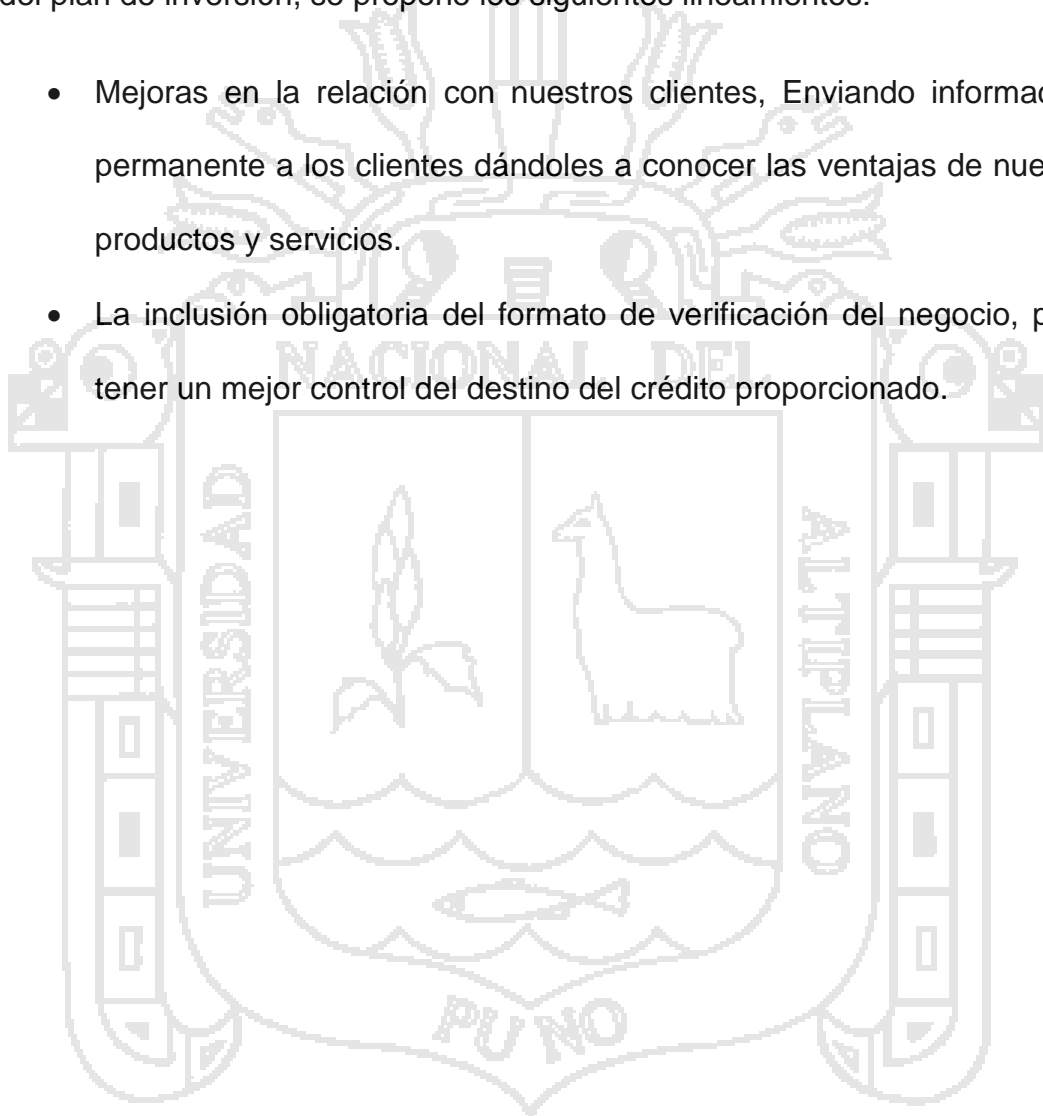 del plan de inversión, se propone los siguientes lineamientos:
• Mejoras en la relación con nuestros clientes, Enviando
permanente a los clientes dándoles a conocer las ventajas de
productos y servicios.
• La inclusión obligatoria del formato de verificación del negocio,
NACIONAL DEL
tener un mejor control del destino del crédito proporcionado.
UNIVERSIDAD
ALTIPLANO
PUNO